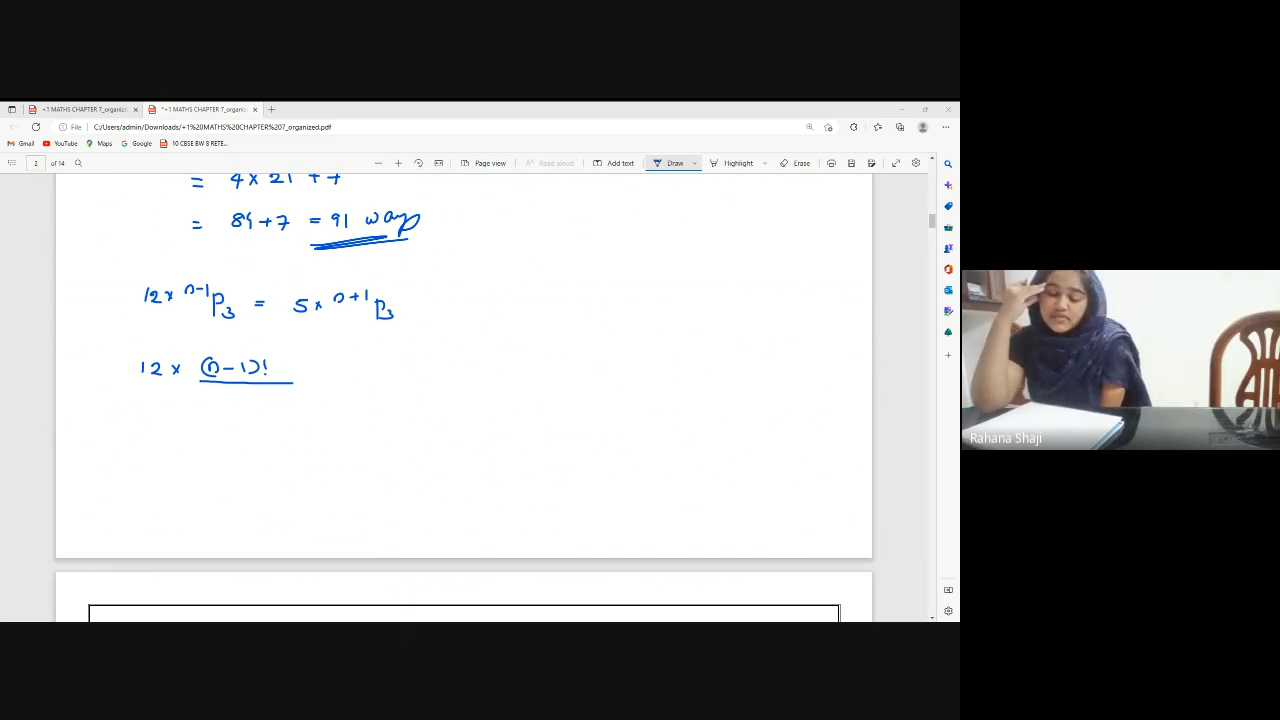 +1 MATHS CHAPTER 7_organize
*+1 MATHS CHAPTER 7_organiz
File C:/Users/admin/Downloads/+1%20MATHS%20CHAPTER%207_organized.pdf
Gmail YouTube Maps Google 10 CBSE BW 8 RETE...
2 of 14 Page view Read aloud Add text Draw Highlight Erase
= 4 × 21 + 7
= 84 + 7 = 91 ways
12 × ⁿ⁻¹P₃ = 5 × ⁿ⁺¹P₃
12 × (n – 1)!
Rahana Shaji